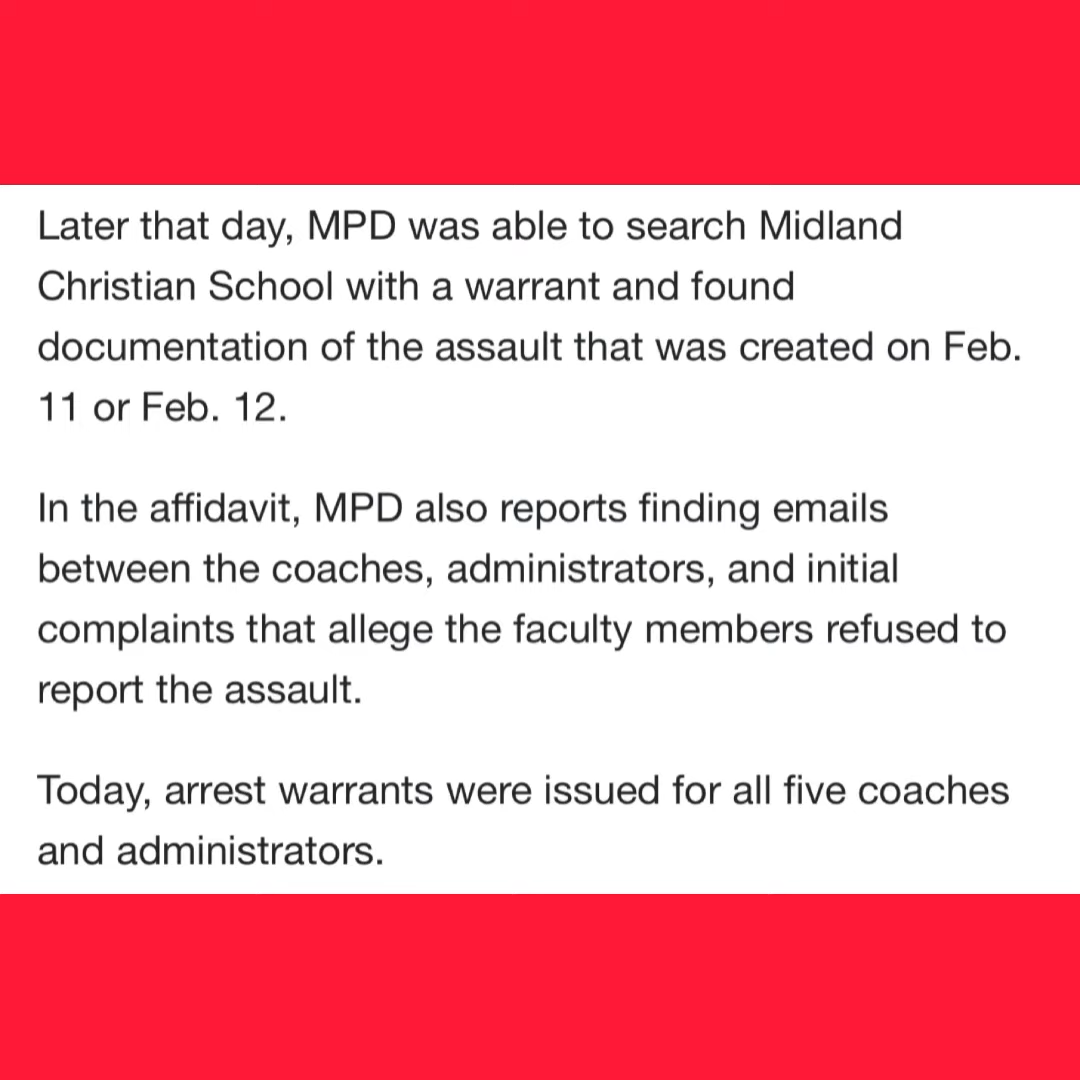 Later that day, MPD was able to search Midland
Christian School with a warrant and found
documentation of the assault that was created on Feb.
11 or Feb. 12.
In the affidavit, MPD also reports finding emails
between the coaches, administrators, and initial
complaints that allege the faculty members refused to
report the assault.
Today, arrest warrants were issued for all five coaches
and administrators.